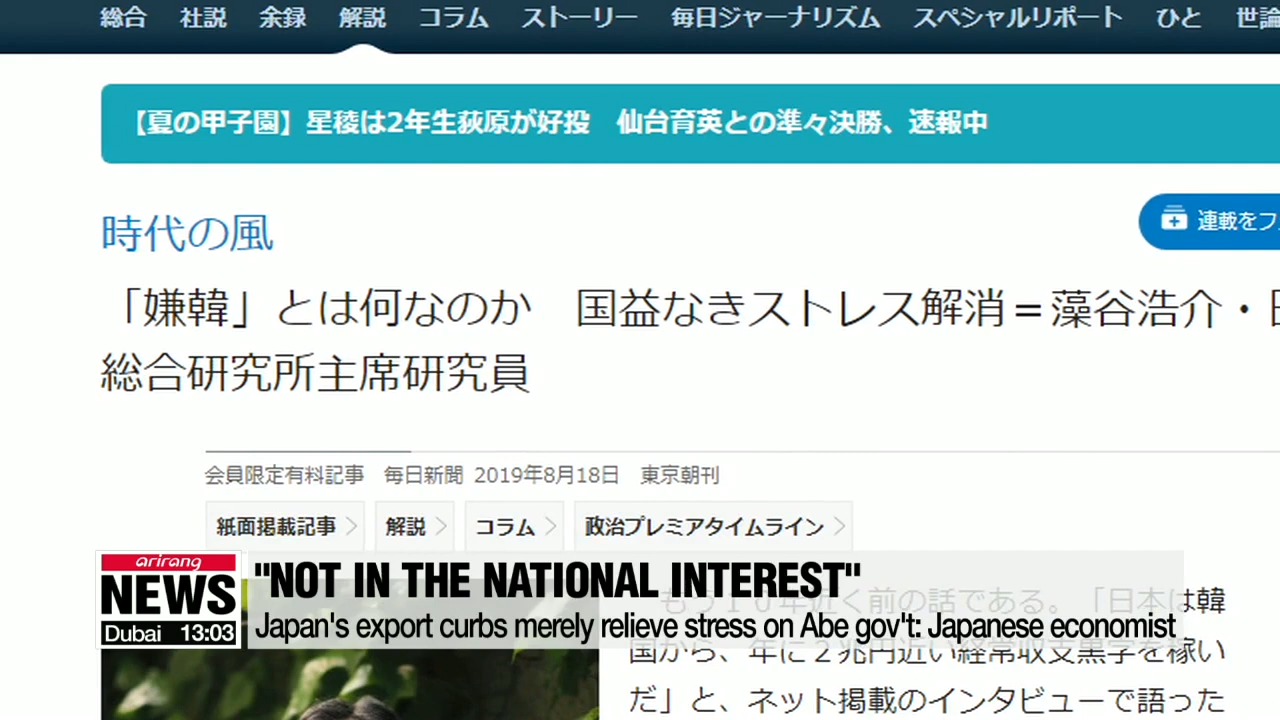 総合 社説 余録 解説 コラム ストーリー 毎日ジャーナリズム スペシャルリポート ひと 世論
【夏の甲子園】星稜は2年生荻原が好投 仙台育英との準々決勝、速報中
時代の風
連載をフ
「嫌韓」とは何なのか 国益なきストレス解消＝藻谷浩介・日
総合研究所主席研究員
会員限定有料記事 毎日新聞 2019年8月18日 東京朝刊
紙面掲載記事 解説 コラム 政治プレミアタイムライン
arirang
NEWS
Dubai 13:03
"NOT IN THE NATIONAL INTEREST"
Japan's export curbs merely relieve stress on Abe gov't: Japanese economist
もう１０年近く前の話である。「日本は韓
国から、年に２兆円近い経常収支黒字を稼い
だ」と、ネット掲載のインタビューで語った